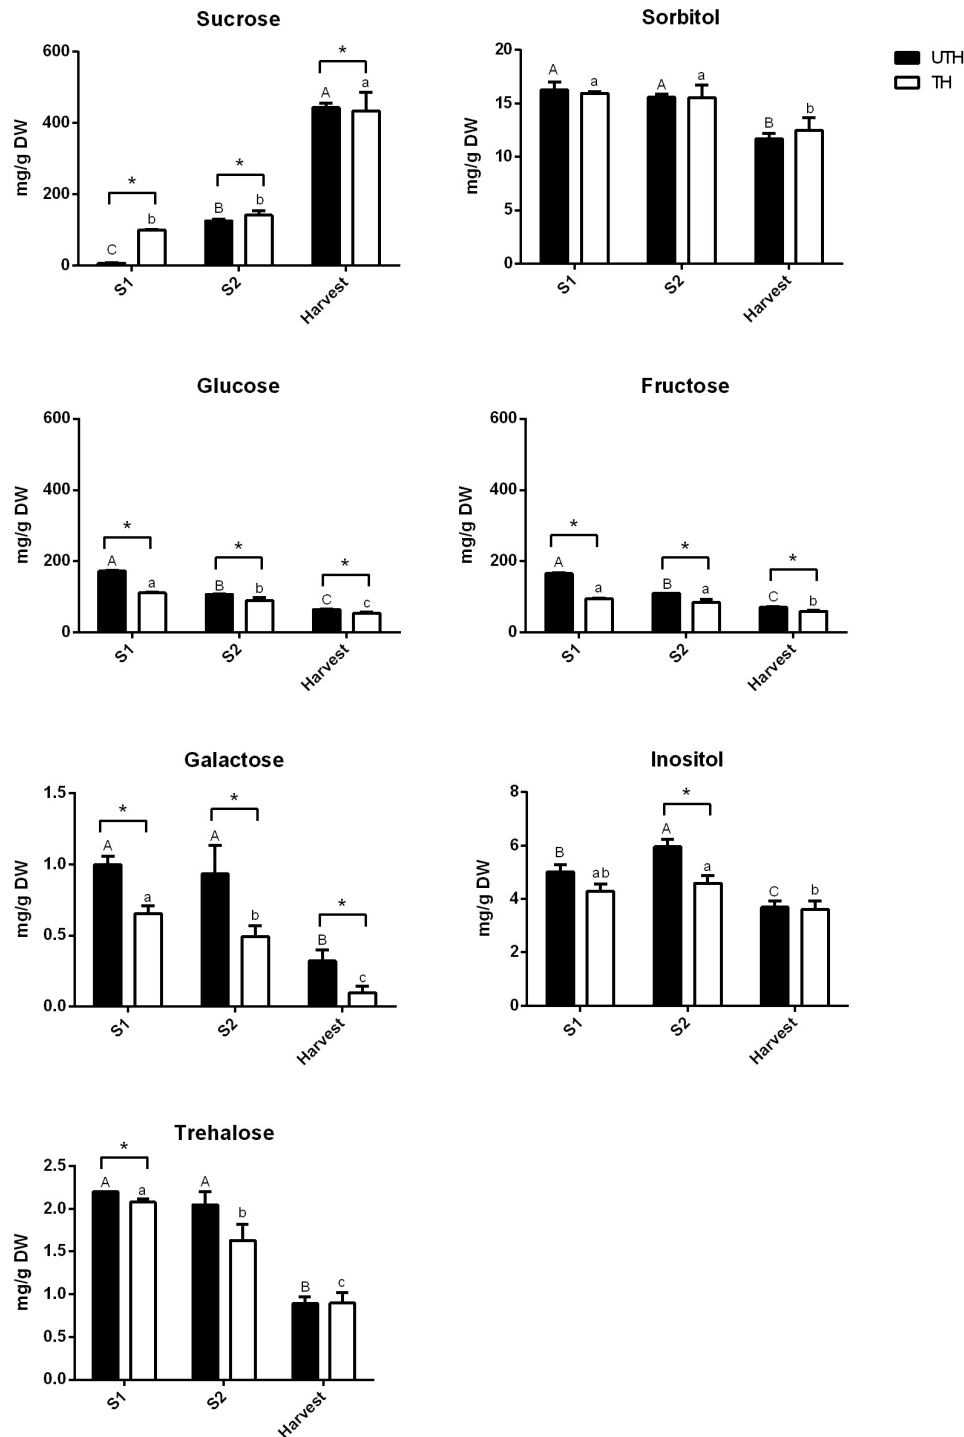 Sucrose
mg/g DW
600
400
200
0
*
*
*
C
b
B
b
A
a
S1
S2
Harvest
Sorbitol
mg/g DW
20
15
10
5
0
A
a
A
a
B
b
S1
S2
Harvest
UTH
TH
Glucose
mg/g DW
600
400
200
0
*
*
*
A
a
B
b
C
c
S1
S2
Harvest
Fructose
mg/g DW
600
400
200
0
*
*
*
A
a
B
a
C
b
S1
S2
Harvest
Galactose
mg/g DW
1.5
1.0
0.5
0.0
*
*
*
A
a
A
b
B
c
S1
S2
Harvest
Inositol
mg/g DW
8
6
4
2
0
*
B
ab
A
a
C
b
S1
S2
Harvest
Trehalose
mg/g DW
2.5
2.0
1.5
1.0
0.5
0.0
*
A
a
A
b
B
c
S1
S2
Harvest